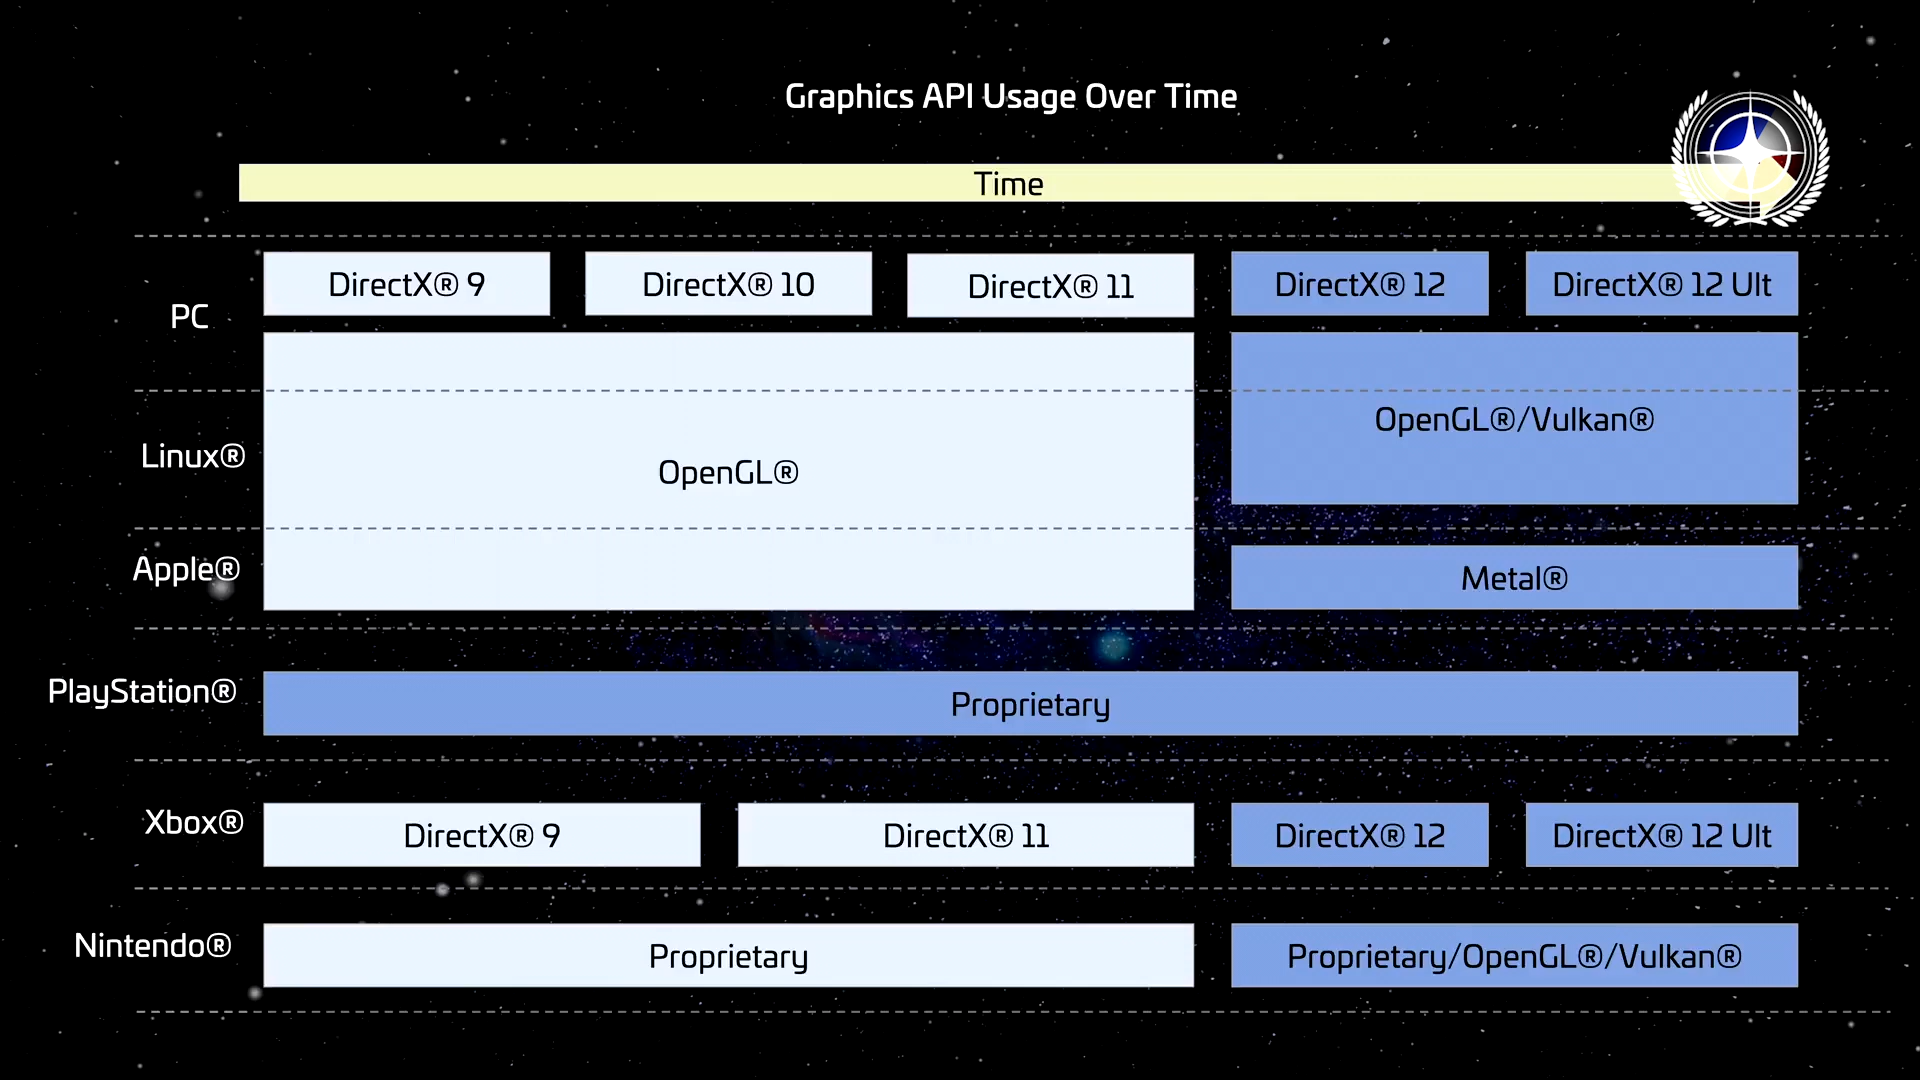 Graphics API Usage Over Time
Time
PC
DirectX® 9
DirectX® 10
DirectX® 11
DirectX® 12
DirectX® 12 Ult
Linux®
OpenGL®
OpenGL®/Vulkan®
Apple®
Metal®
PlayStation®
Proprietary
Xbox®
DirectX® 9
DirectX® 11
DirectX® 12
DirectX® 12 Ult
Nintendo®
Proprietary
Proprietary/OpenGL®/Vulkan®